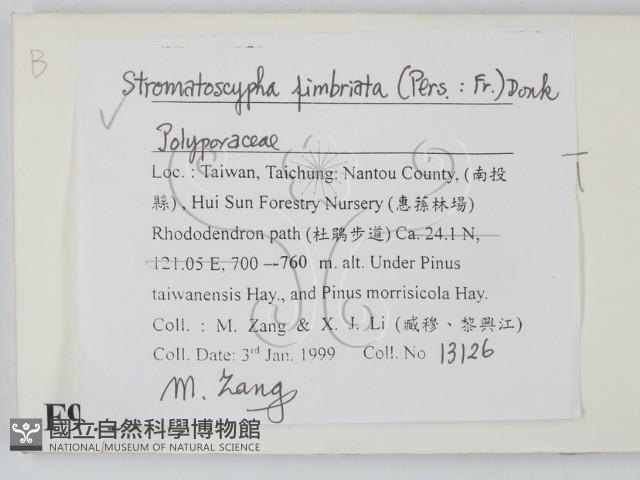 B
Stromatoscypha fimbriata (Pers. : Fr.) Donk
Polyporaceae
Loc. : Taiwan, Taichung: Nantou County, (南投
縣) , Hui Sun Forestry Nursery (惠蓀林場)
Rhododendron path (杜鵑步道) Ca. 24.1 N,
121.05 E, 700 —760 m. alt. Under Pinus
taiwanensis Hay., and Pinus morrisicola Hay.
Coll. : M. Zang & X. J. Li (臧穆、黎興江)
Coll. Date: 3rd Jan. 1999 Coll. No 13126
M. Zang
國立自然科學博物館
NATIONAL MUSEUM OF NATURAL SCIENCE